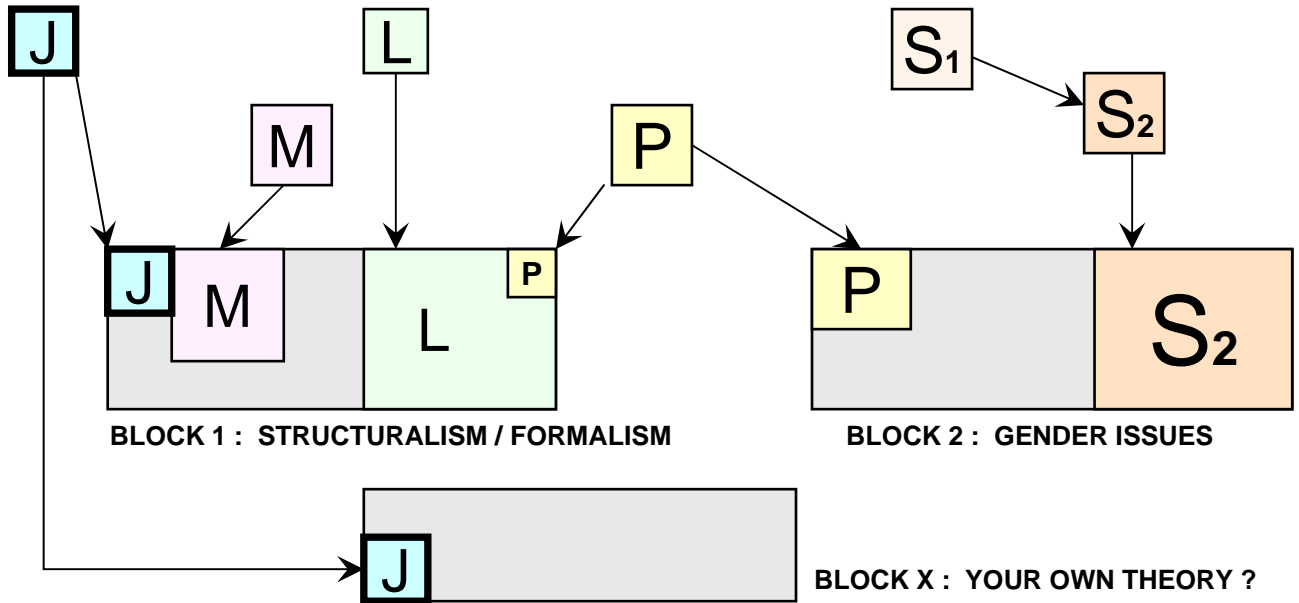 J
L
S1
S2
M
P
J
M
L
P
P
S2
BLOCK 1 : STRUCTURALISM / FORMALISM
BLOCK 2 : GENDER ISSUES
J
BLOCK X : YOUR OWN THEORY ?